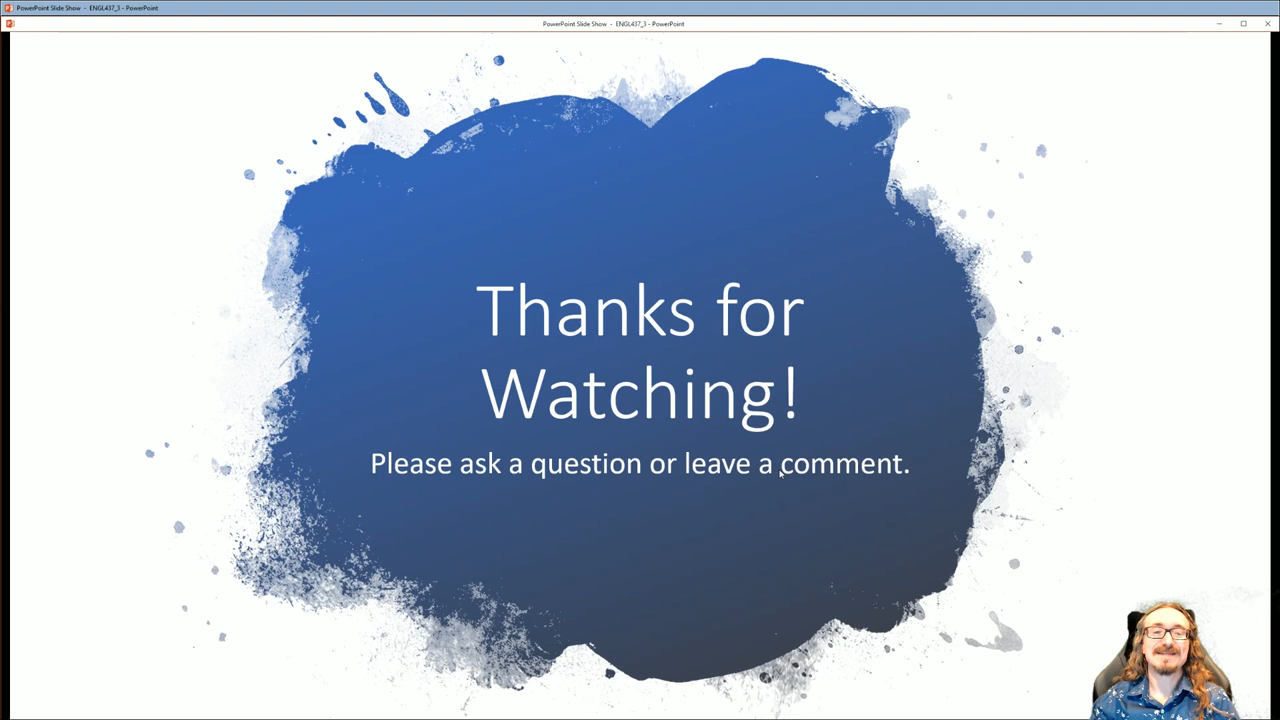 PowerPoint Slide Show - ENGL437_3 - PowerPoint
PowerPoint Slide Show - ENGL437_3 - PowerPoint
Thanks for
Watching!
Please ask a question or leave a comment.